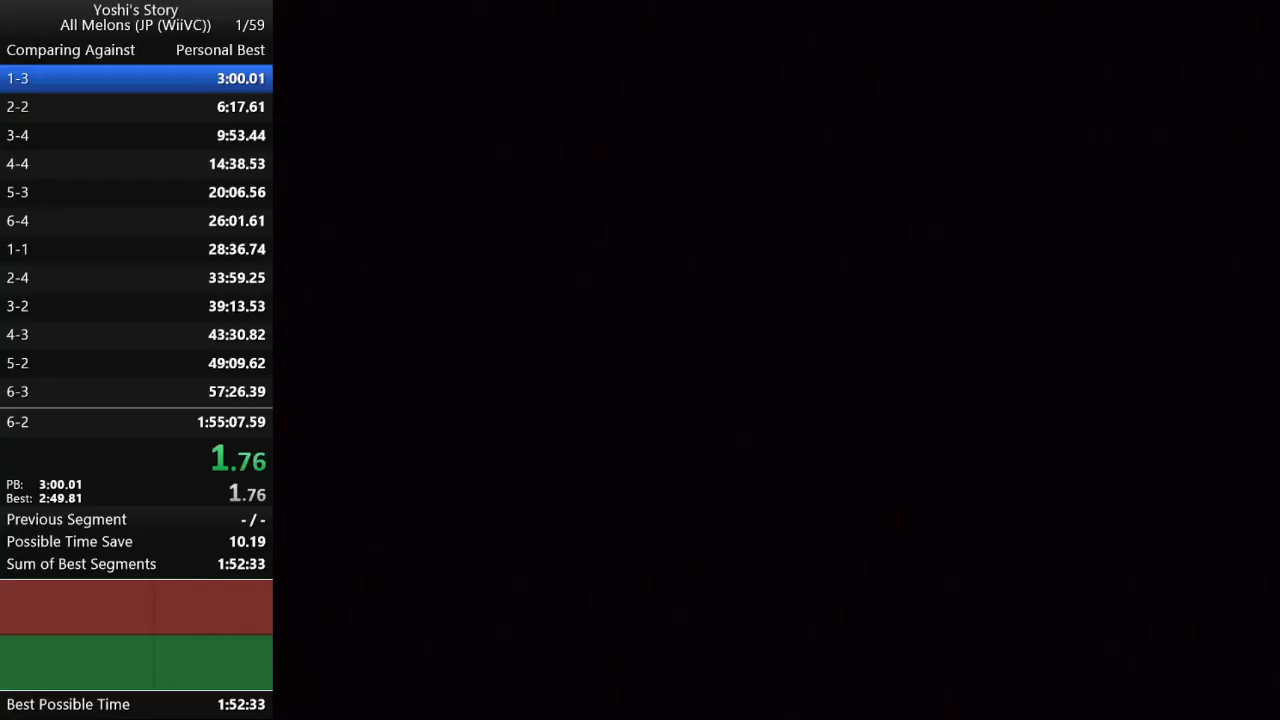 Yoshi's Story
All Melons (JP (WiiVC)) 1/59
Comparing Against Personal Best
1-3 3:00.01
2-2 6:17.61
3-4 9:53.44
4-4 14:38.53
5-3 20:06.56
6-4 26:01.61
1-1 28:36.74
2-4 33:59.25
3-2 39:13.53
4-3 43:30.82
5-2 49:09.62
6-3 57:26.39
6-2 1:55:07.59
1.76
PB: 3:00.01
Best: 2:49.81 1.76
Previous Segment - / -
Possible Time Save 10.19
Sum of Best Segments 1:52:33
Best Possible Time 1:52:33